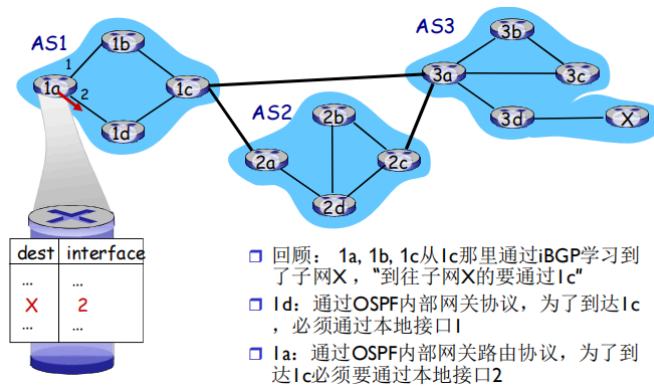 AS1
AS3
1b
3b
1
1a
2
1c
3a
3c
AS2
1d
2b
3d
X
2a
2c
2d
dest interface
... ...
X 2
... ...
回顾： 1a, 1b, 1c从1c那里通过iBGP学习到
了子网X，“到往子网X的要通过1c”
1d：通过OSPF内部网关协议，为了到达1c
，必须通过本地接口1
1a：通过OSPF内部网关路由协议，为了到
达1c必须要通过本地接口2